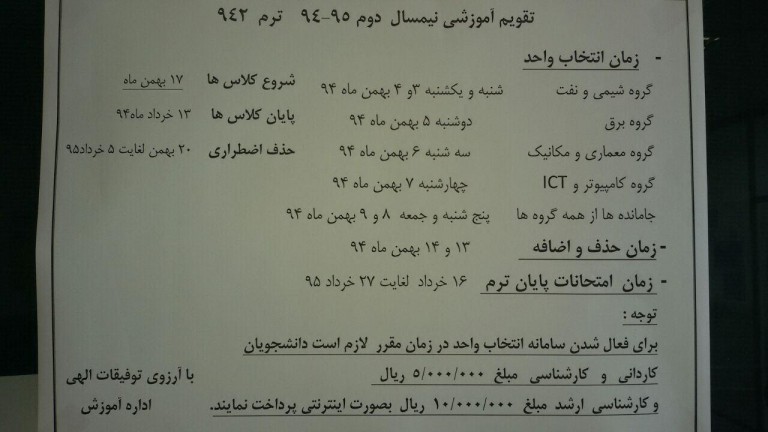 تقویم آموزشی نیمسال دوم ۹۵-۹۴ ترم ۹۴۲
- زمان انتخاب واحد
گروه شیمی و نفت شنبه و یکشنبه ۳و ۴ بهمن ماه ۹۴
گروه برق دوشنبه ۵ بهمن ماه ۹۴
گروه معماری و مکانیک سه شنبه ۶ بهمن ماه ۹۴
گروه کامپیوتر و ICT چهارشنبه ۷ بهمن ماه ۹۴
جامانده ها از همه گروه ها پنج شنبه و جمعه ۸ و ۹ بهمن ماه ۹۴
شروع کلاس ها ۱۷ بهمن ماه
پایان کلاس ها ۱۳ خرداد ماه۹۴
حذف اضطراری ۲۰ بهمن لغایت ۵ خرداد۹۵
- زمان حذف و اضافه ۱۳ و ۱۴ بهمن ماه ۹۴
- زمان امتحانات پایان ترم ۱۶ خرداد لغایت ۲۷ خرداد ۹۵
توجه :
برای فعال شدن سامانه انتخاب واحد در زمان مقرر لازم است دانشجویان
کاردانی و کارشناسی مبلغ ۵/۰۰۰/۰۰۰ ریال
و کارشناسی ارشد مبلغ ۱۰/۰۰۰/۰۰۰ ریال بصورت اینترنتی پرداخت نمایند.
با آرزوی توفیقات الهی
اداره آموزش